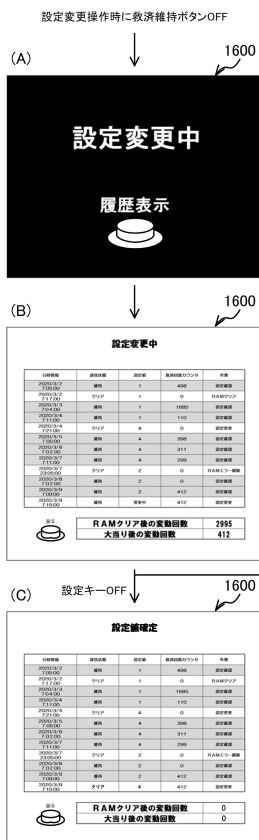 設定変更操作時に救済維持ボタンOFF
(A)
1600
設定変更中
履歴表示
(B)
1600
設定変更中
日時情報 遊技状態 設定値 救済回数カウンタ 作業
2020/3/2 7:05:00 維持 1 498 設定確認
2020/3/2 7:17:00 クリア 1 0 RAMクリア
2020/3/3 7:04:00 維持 1 1685 設定確認
2020/3/4 7:11:00 維持 1 110 設定確認
2020/3/4 7:21:00 クリア 4 0 設定変更
2020/3/5 7:05:00 維持 4 398 設定確認
2020/3/6 7:02:00 維持 4 311 設定確認
2020/3/7 7:11:00 維持 4 299 設定確認
2020/3/7 23:05:00 クリア 2 0 RAMエラー解除
2020/3/8 7:02:00 維持 2 0 設定確認
2020/3/9 7:09:00 維持 2 412 設定確認
2020/3/9 7:15:00 維持 変更中 412 設定変更
戻る
RAMクリア後の変動回数 2995
大当り後の変動回数 412
(C)
設定キーOFF
1600
設定値確定
日時情報 遊技状態 設定値 救済回数カウンタ 作業
2020/3/2 7:05:00 維持 1 498 設定確認
2020/3/2 7:17:00 クリア 1 0 RAMクリア
2020/3/3 7:04:00 維持 1 1685 設定確認
2020/3/4 7:11:00 維持 1 110 設定確認
2020/3/4 7:21:00 クリア 4 0 設定変更
2020/3/5 7:05:00 維持 4 398 設定確認
2020/3/6 7:02:00 維持 4 311 設定確認
2020/3/7 7:11:00 維持 4 299 設定確認
2020/3/7 23:05:00 クリア 2 0 RAMエラー解除
2020/3/8 7:02:00 維持 2 0 設定確認
2020/3/9 7:09:00 維持 2 412 設定確認
2020/3/9 7:15:00 クリア 4 412 設定変更
戻る
RAMクリア後の変動回数 0
大当り後の変動回数 0